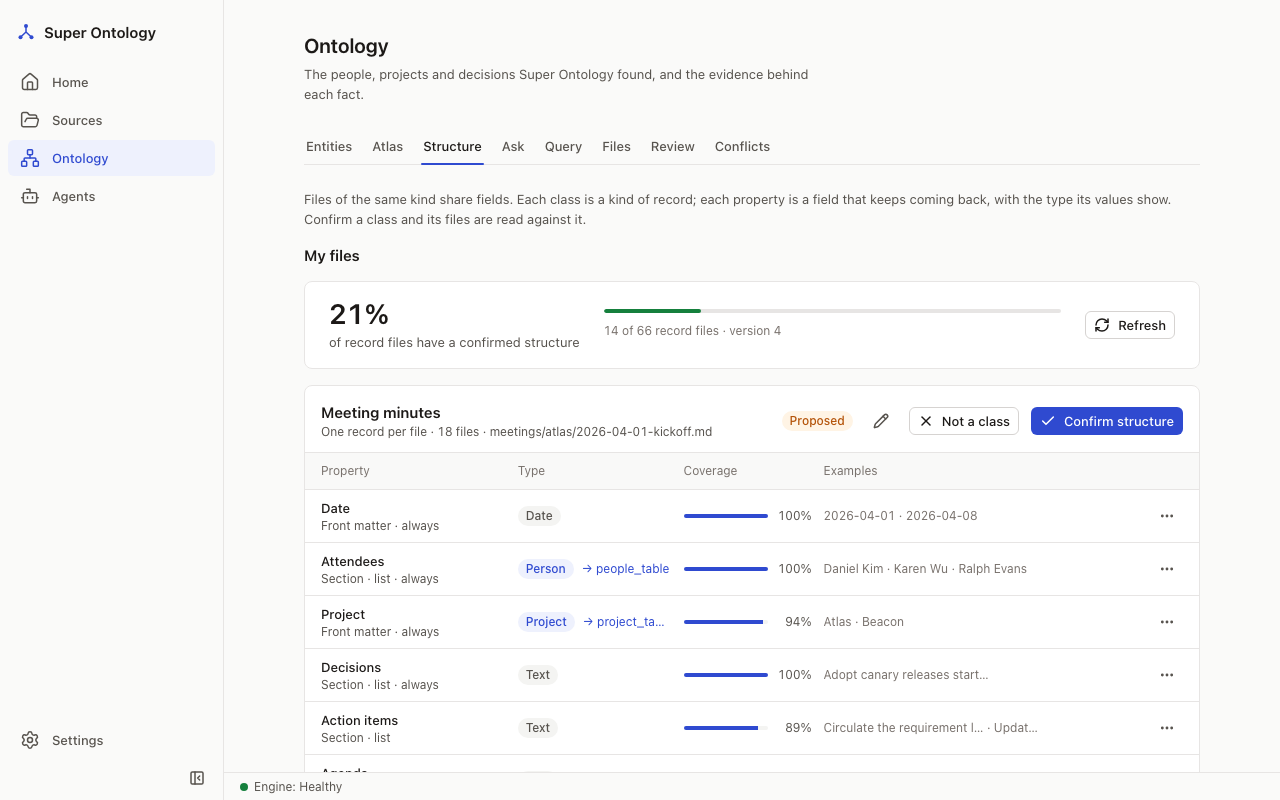 Super Ontology
Home
Sources
Ontology
Agents
Settings
Ontology
The people, projects and decisions Super Ontology found, and the evidence behind
each fact.
Entities Atlas Structure Ask Query Files Review Conflicts
Files of the same kind share fields. Each class is a kind of record; each property is a field that keeps coming back, with the type its values show.
Confirm a class and its files are read against it.
My files
21%
of record files have a confirmed structure
14 of 66 record files · version 4
Refresh
Meeting minutes
One record per file · 18 files · meetings/atlas/2026-04-01-kickoff.md
Proposed
Not a class
Confirm structure
Property Type Coverage Examples
Date
Front matter · always
Date
100%
2026-04-01 · 2026-04-08
Attendees
Section · list · always
Person → people_table
100%
Daniel Kim · Karen Wu · Ralph Evans
Project
Front matter · always
Project → project_ta...
94%
Atlas · Beacon
Decisions
Section · list · always
Text
100%
Adopt canary releases start...
Action items
Section · list
Text
89%
Circulate the requirement l... · Updat...
Engine: Healthy